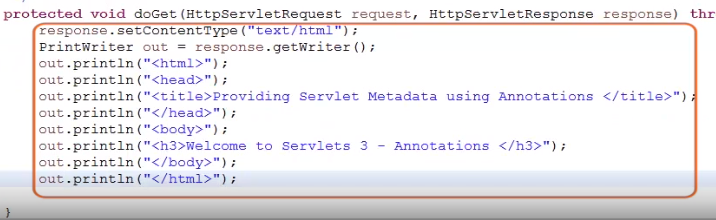 protected void doGet(HttpServletRequest request, HttpServletResponse response) thr
response.setContentType("text/html");
PrintWriter out = response.getWriter();
out.println("<html>");
out.println("<head>");
out.println("<title>Providing Servlet Metadata using Annotations </title>");
out.println("</head>");
out.println("<body>");
out.println("<h3>Welcome to Servlets 3 - Annotations </h3>");
out.println("</body>");
out.println("</html>");
}